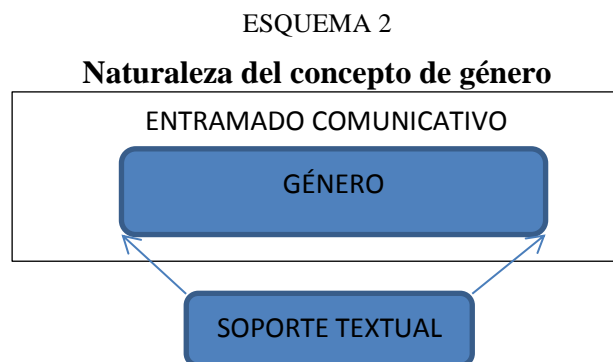 ESQUEMA 2
Naturaleza del concepto de género
ENTRAMADO COMUNICATIVO
GÉNERO
SOPORTE TEXTUAL